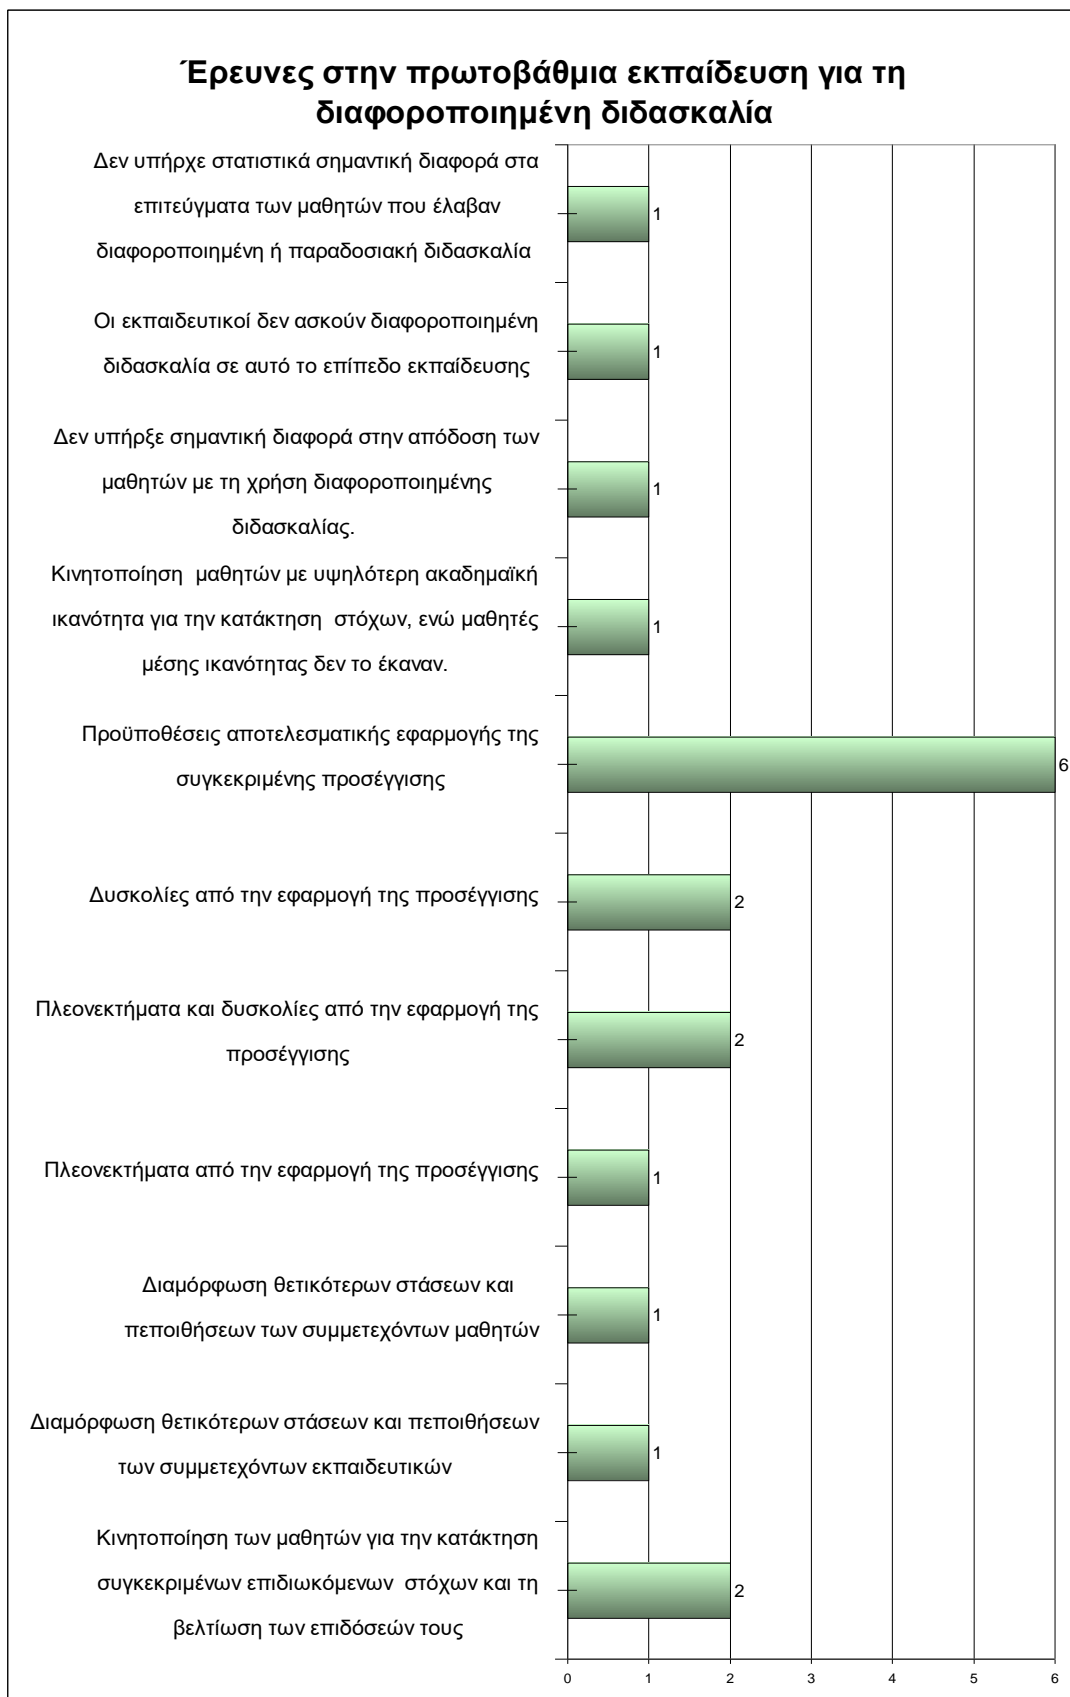 Έρευνες στην πρωτοβάθμια εκπαίδευση για τη
διαφοροποιημένη διδασκαλία
Δεν υπήρχε στατιστικά σημαντική διαφορά στα
επιτεύγματα των μαθητών που έλαβαν
διαφοροποιημένη ή παραδοσιακή διδασκαλία
1
Οι εκπαιδευτικοί δεν ασκούν διαφοροποιημένη
διδασκαλία σε αυτό το επίπεδο εκπαίδευσης
1
Δεν υπήρξε σημαντική διαφορά στην απόδοση των
μαθητών με τη χρήση διαφοροποιημένης
διδασκαλίας.
1
Κινητοποίηση μαθητών με υψηλότερη ακαδημαϊκή
ικανότητα για την κατάκτηση στόχων, ενώ μαθητές
μέσης ικανότητας δεν το έκαναν.
1
Προϋποθέσεις αποτελεσματικής εφαρμογής της
συγκεκριμένης προσέγγισης
6
Δυσκολίες από την εφαρμογή της προσέγγισης
2
Πλεονεκτήματα και δυσκολίες από την εφαρμογή της
προσέγγισης
2
Πλεονεκτήματα από την εφαρμογή της προσέγγισης
1
Διαμόρφωση θετικότερων στάσεων και
πεποιθήσεων των συμμετεχόντων μαθητών
1
Διαμόρφωση θετικότερων στάσεων και πεποιθήσεων
των συμμετεχόντων εκπαιδευτικών
1
Κινητοποίηση των μαθητών για την κατάκτηση
συγκεκριμένων επιδιωκόμενων στόχων και τη
βελτίωση των επιδόσεών τους
2
0 1 2 3 4 5 6